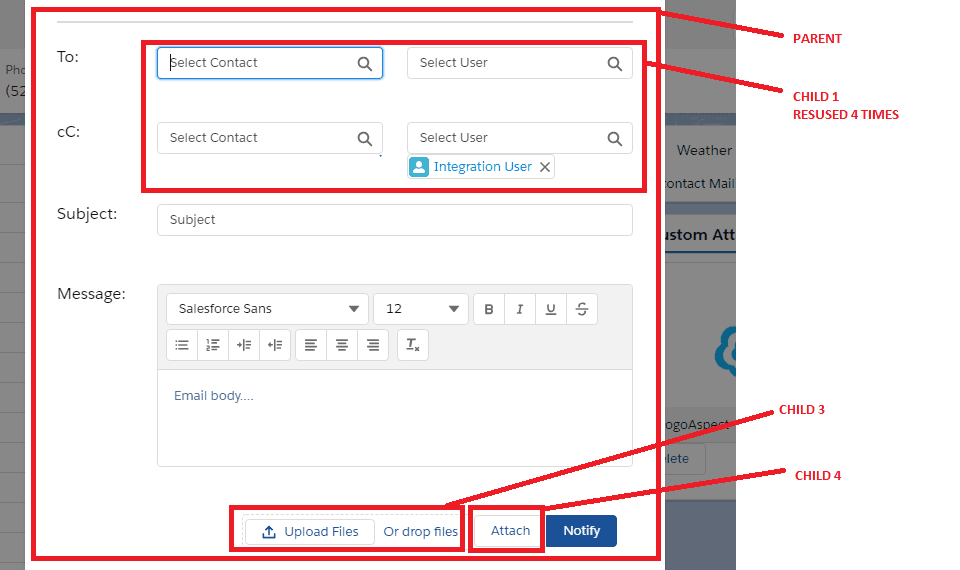 PARENT
To:
Select Contact
Select User
Pho
(52
CHILD 1
RESUSED 4 TIMES
cC:
Select Contact
Select User
Weather
Integration User
ontact Mail
Subject:
Subject
ustom Att
Message:
Salesforce Sans
12
B I U S
Tx
Email body....
CHILD 3
ogoAspect
elete
CHILD 4
Upload Files
Or drop files
Attach
Notify